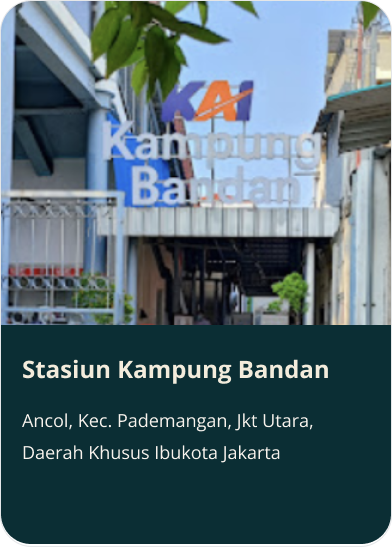 KAI
Kampung
Bandan
Stasiun Kampung Bandan
Ancol, Kec. Pademangan, Jkt Utara,
Daerah Khusus Ibukota Jakarta